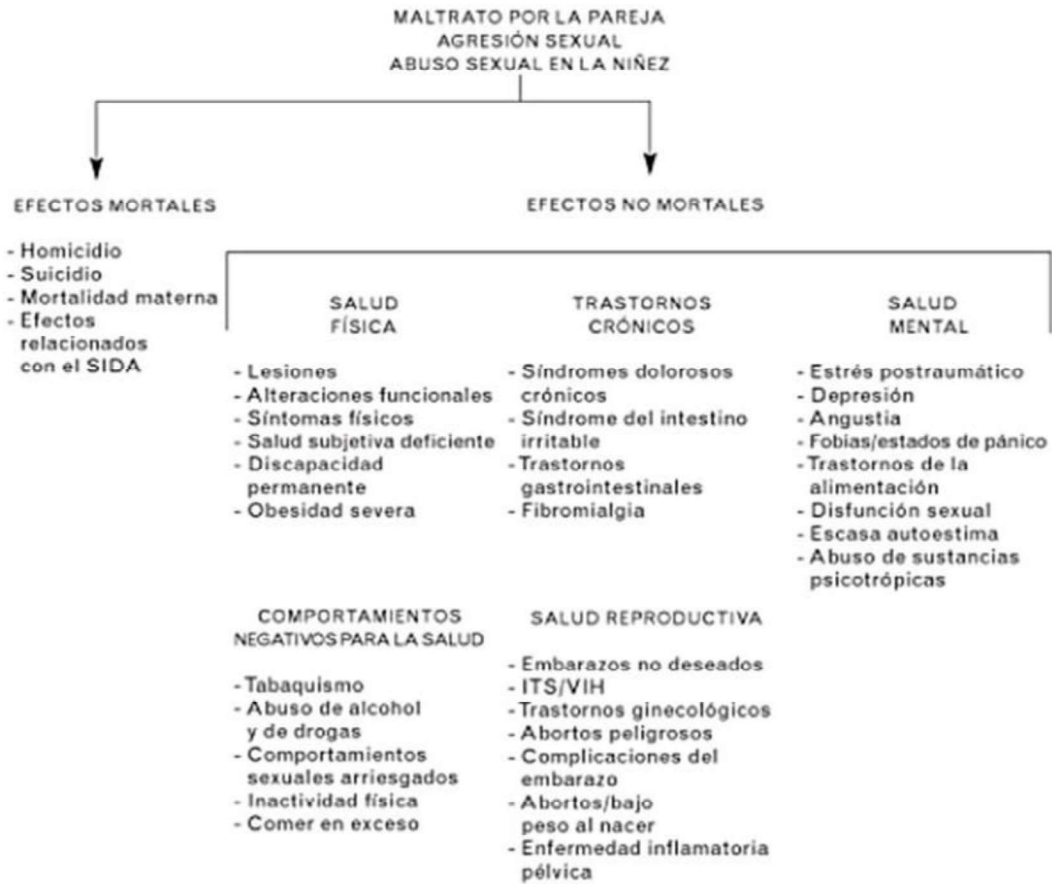 MALTRATO POR LA PAREJA
AGRESIÓN SEXUAL
ABUSO SEXUAL EN LA NIÑEZ
EFECTOS MORTALES
- Homicidio
- Suicidio
- Mortalidad materna
- Efectos
relacionados
con el SIDA
EFECTOS NO MORTALES
SALUD
FÍSICA
- Lesiones
- Alteraciones funcionales
- Síntomas físicos
- Salud subjetiva deficiente
- Discapacidad
permanente
- Obesidad severa
TRASTORNOS
CRÓNICOS
- Síndromes dolorosos
crónicos
- Síndrome del intestino
irritable
- Trastornos
gastrointestinales
- Fibromialgia
SALUD
MENTAL
- Estrés postraumático
- Depresión
- Angustia
- Fobias/estados de pánico
- Trastornos de la
alimentación
- Disfunción sexual
- Escasa autoestima
- Abuso de sustancias
psicotrópicas
COMPORTAMIENTOS
NEGATIVOS PARA LA SALUD
- Tabaquismo
- Abuso de alcohol
y de drogas
- Comportamientos
sexuales arriesgados
- Inactividad física
- Comer en exceso
SALUD REPRODUCTIVA
- Embarazos no deseados
- ITS/VIH
- Trastornos ginecológicos
- Abortos peligrosos
- Complicaciones del
embarazo
- Abortos/bajo
peso al nacer
- Enfermedad inflamatoria
pélvica